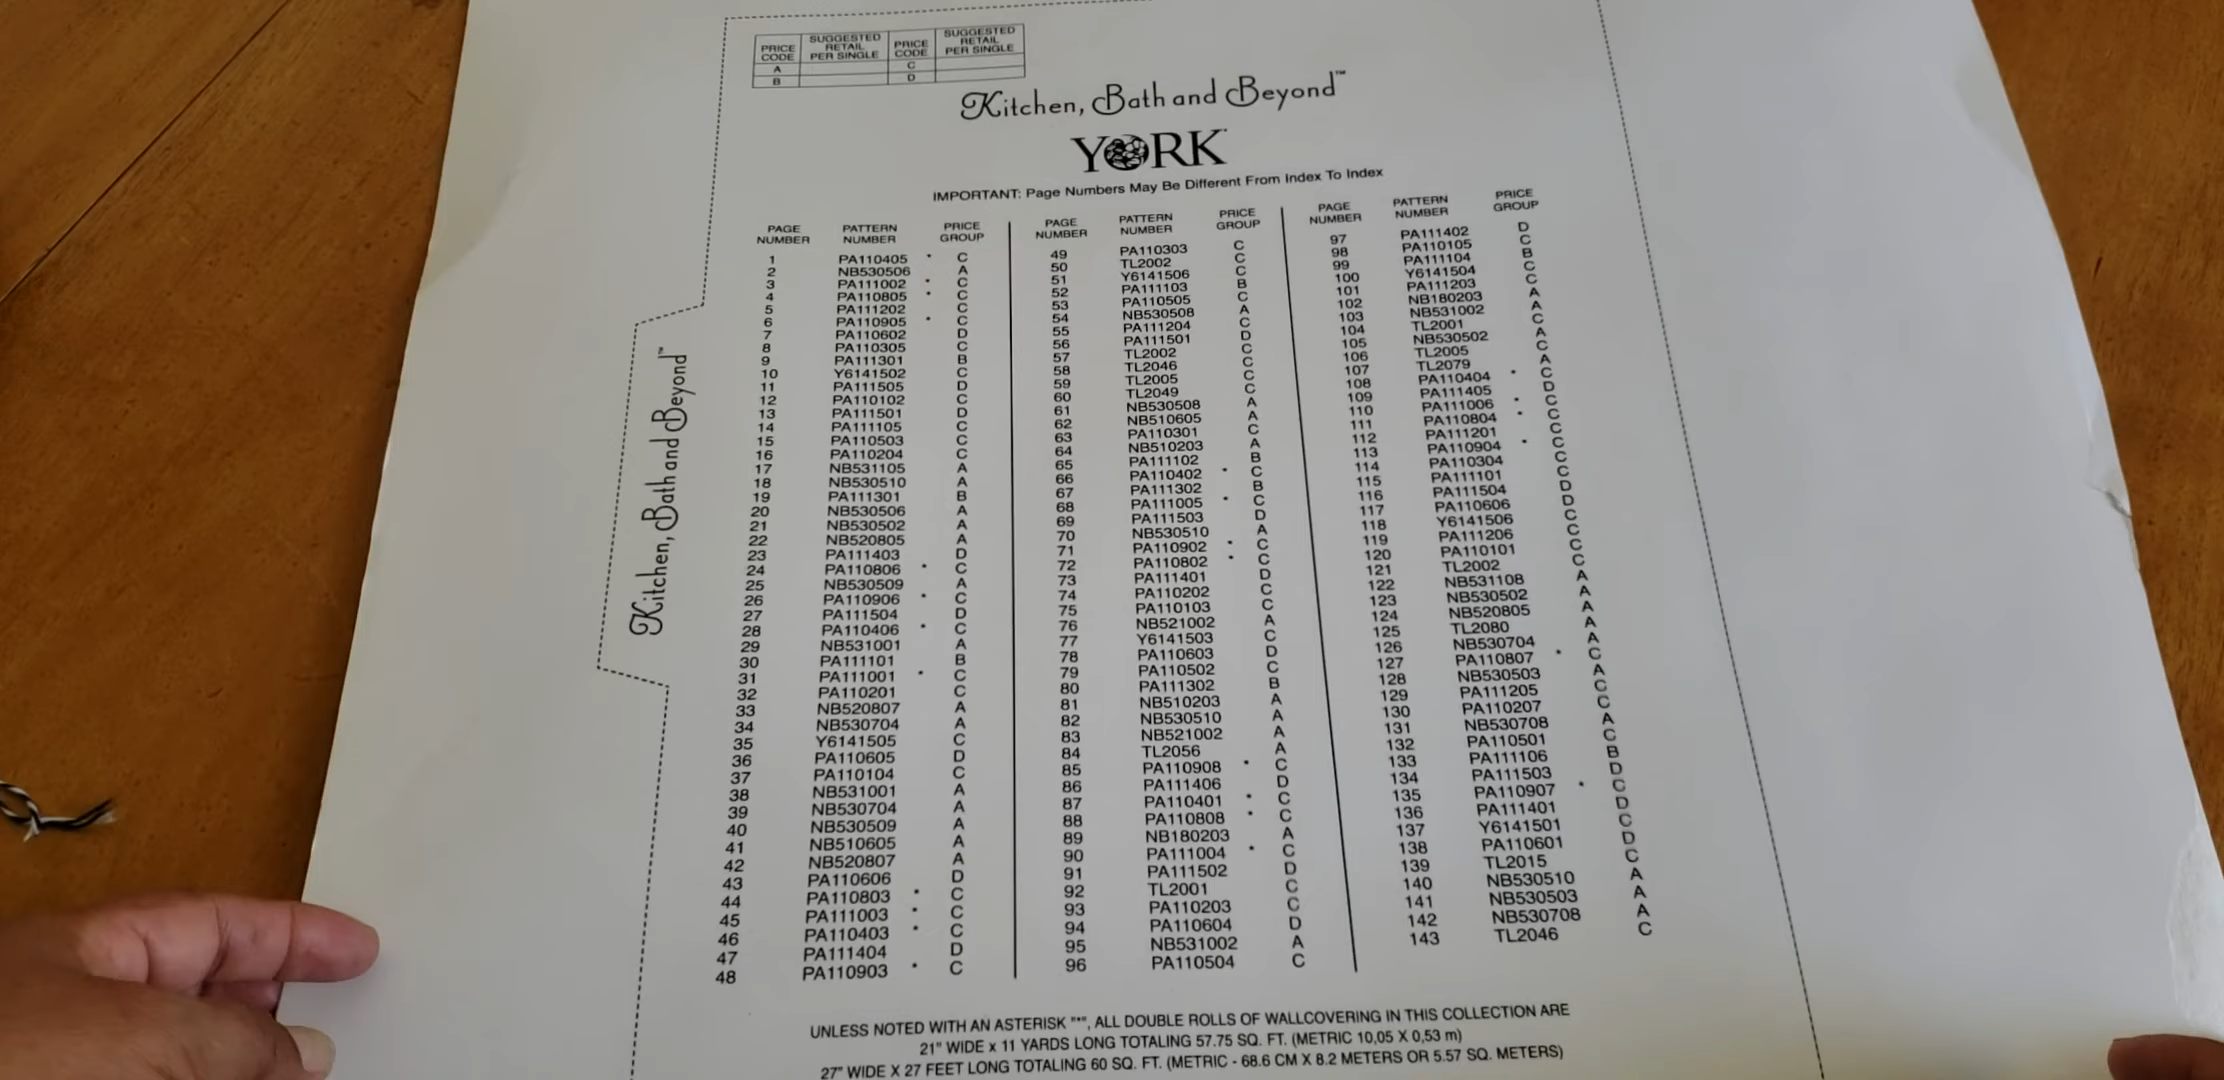 PRICE CODE SUGGESTED RETAIL PER SINGLE PRICE CODE SUGGESTED RETAIL PER SINGLE
A C
B D
Kitchen, Bath and Beyond™
YORK
IMPORTANT: Page Numbers May Be Different From Index To Index
Kitchen, Bath and Beyond™
PAGE NUMBER PATTERN NUMBER PRICE GROUP
1 PA110405 * C
2 NB530506 A
3 PA111002 * C
4 PA110805 * C
5 PA111202 C
6 PA110905 * C
7 PA110602 D
8 PA110305 C
9 PA111301 B
10 Y6141502 C
11 PA111505 D
12 PA110102 C
13 PA111501 D
14 PA111105 C
15 PA110503 C
16 PA110204 C
17 NB531105 A
18 NB530510 A
19 PA111301 B
20 NB530506 A
21 NB530502 A
22 NB520805 A
23 PA111403 D
24 PA110806 * C
25 NB530509 A
26 PA110906 * C
27 PA111504 D
28 PA110406 * C
29 NB531001 A
30 PA111101 B
31 PA111001 * C
32 PA110201 C
33 NB520807 A
34 NB530704 A
35 Y6141505 C
36 PA110605 D
37 PA110104 C
38 NB531001 A
39 NB530704 A
40 NB530509 A
41 NB510605 A
42 NB520807 A
43 PA110606 D
44 PA110803 * C
45 PA111003 * C
46 PA110403 * C
47 PA111404 D
48 PA110903 * C
PAGE NUMBER PATTERN NUMBER PRICE GROUP
49 PA110303 C
50 TL2002 C
51 Y6141506 C
52 PA111103 B
53 PA110505 C
54 NB530508 A
55 PA111204 C
56 PA111501 D
57 TL2002 C
58 TL2046 C
59 TL2005 C
60 TL2049 C
61 NB530508 A
62 NB510605 A
63 PA110301 C
64 NB510203 A
65 PA111102 B
66 PA110402 * C
67 PA111302 B
68 PA111005 * C
69 PA111503 D
70 NB530510 A
71 PA110902 * C
72 PA110802 * C
73 PA111401 D
74 PA110202 C
75 PA110103 C
76 NB521002 A
77 Y6141503 C
78 PA110603 D
79 PA110502 C
80 PA111302 B
81 NB510203 A
82 NB530510 A
83 NB521002 A
84 TL2056 A
85 PA110908 * C
86 PA111406 D
87 PA110401 * C
88 PA110808 * C
89 NB180203 A
90 PA111004 * C
91 PA111502 D
92 TL2001 C
93 PA110203 C
94 PA110604 D
95 NB531002 A
96 PA110504 C
PAGE NUMBER PATTERN NUMBER PRICE GROUP
97 PA111402 D
98 PA110105 C
99 PA111104 B
100 Y6141504 C
101 PA111203 C
102 NB180203 A
103 NB531002 A
104 TL2001 C
105 NB530502 A
106 TL2005 C
107 TL2079 A
108 PA110404 * C
109 PA111405 D
110 PA111006 * C
111 PA110804 * C
112 PA111201 C
113 PA110904 * C
114 PA110304 C
115 PA111101 C
116 PA111504 D
117 PA110606 D
118 Y6141506 C
119 PA111206 C
120 PA110101 C
121 TL2002 C
122 NB531108 A
123 NB530502 A
124 NB520805 A
125 TL2080 A
126 NB530704 A
127 PA110807 * C
128 NB530503 A
129 PA111205 C
130 PA110207 C
131 NB530708 A
132 PA110501 C
133 PA111106 B
134 PA111503 D
135 PA110907 * C
136 PA111401 D
137 Y6141501 C
138 PA110601 D
139 TL2015 C
140 NB530510 A
141 NB530503 A
142 NB530708 A
143 TL2046 C
UNLESS NOTED WITH AN ASTERISK "*", ALL DOUBLE ROLLS OF WALLCOVERING IN THIS COLLECTION ARE
21" WIDE x 11 YARDS LONG TOTALING 57.75 SQ. FT. (METRIC 10,05 X 0,53 m)
27" WIDE X 27 FEET LONG TOTALING 60 SQ. FT. (METRIC - 68.6 CM X 8.2 METERS OR 5.57 SQ. METERS)